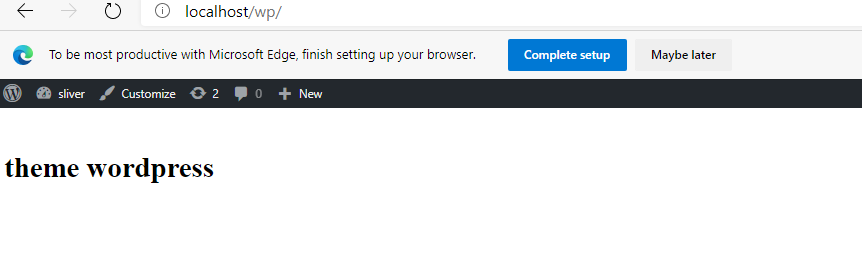 localhost/wp/
To be most productive with Microsoft Edge, finish setting up your browser. Complete setup Maybe later
sliver Customize 2 0 New
theme wordpress